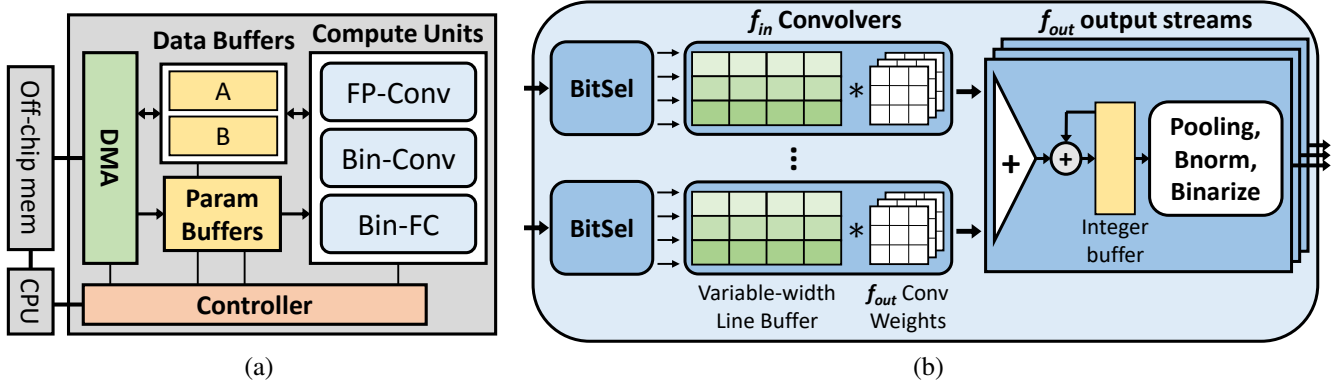 Off-chip mem
CPU
DMA
Data Buffers
A
B
Param
Buffers
Compute Units
FP-Conv
Bin-Conv
Bin-FC
Controller
(a)
f_in Convolvers
f_out output streams
BitSel
*
...
BitSel
*
Variable-width
Line Buffer
f_out Conv
Weights
+
+
Integer
buffer
Pooling,
Bnorm,
Binarize
(b)